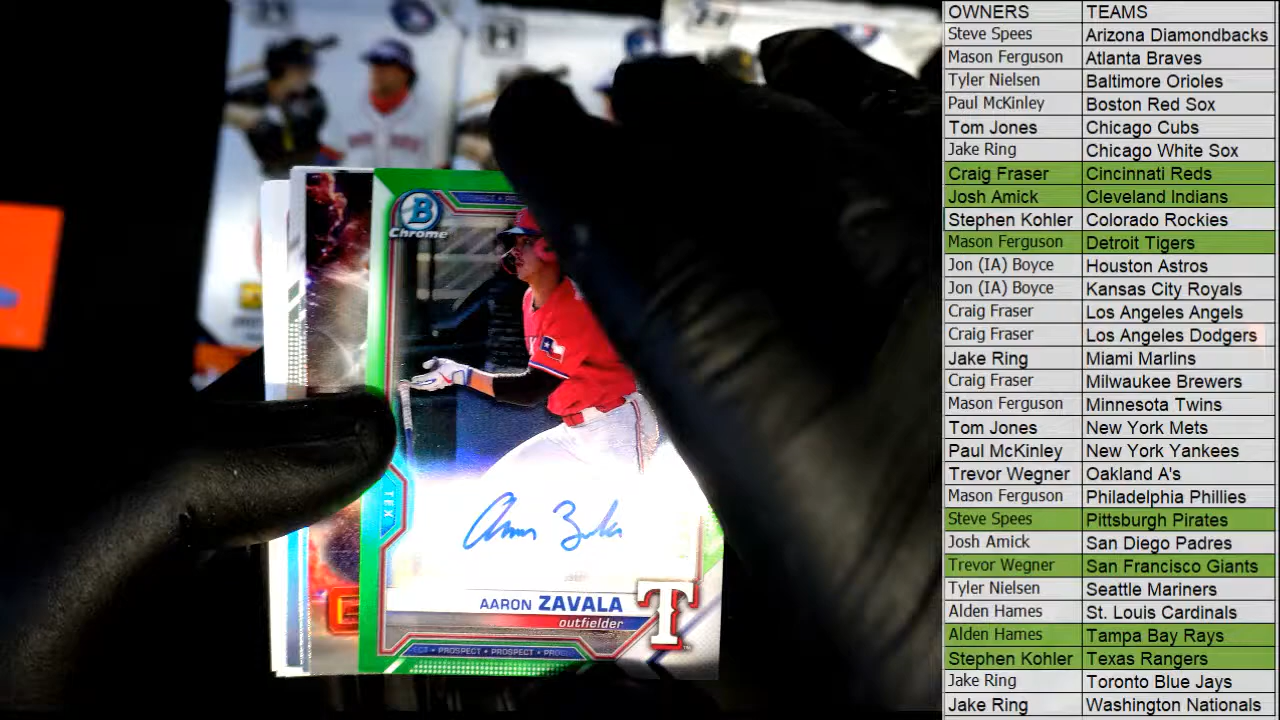 B
Chrome
TEX
Aaron Zavala
AARON ZAVALA
outfielder
T
PROSPECT • PROSPECT
OWNERS TEAMS
Steve Spees Arizona Diamondbacks
Mason Ferguson Atlanta Braves
Tyler Nielsen Baltimore Orioles
Paul McKinley Boston Red Sox
Tom Jones Chicago Cubs
Jake Ring Chicago White Sox
Craig Fraser Cincinnati Reds
Josh Amick Cleveland Indians
Stephen Kohler Colorado Rockies
Mason Ferguson Detroit Tigers
Jon (IA) Boyce Houston Astros
Jon (IA) Boyce Kansas City Royals
Craig Fraser Los Angeles Angels
Craig Fraser Los Angeles Dodgers
Jake Ring Miami Marlins
Craig Fraser Milwaukee Brewers
Mason Ferguson Minnesota Twins
Tom Jones New York Mets
Paul McKinley New York Yankees
Trevor Wegner Oakland A's
Mason Ferguson Philadelphia Phillies
Steve Spees Pittsburgh Pirates
Josh Amick San Diego Padres
Trevor Wegner San Francisco Giants
Tyler Nielsen Seattle Mariners
Alden Hames St. Louis Cardinals
Alden Hames Tampa Bay Rays
Stephen Kohler Texas Rangers
Jake Ring Toronto Blue Jays
Jake Ring Washington Nationals